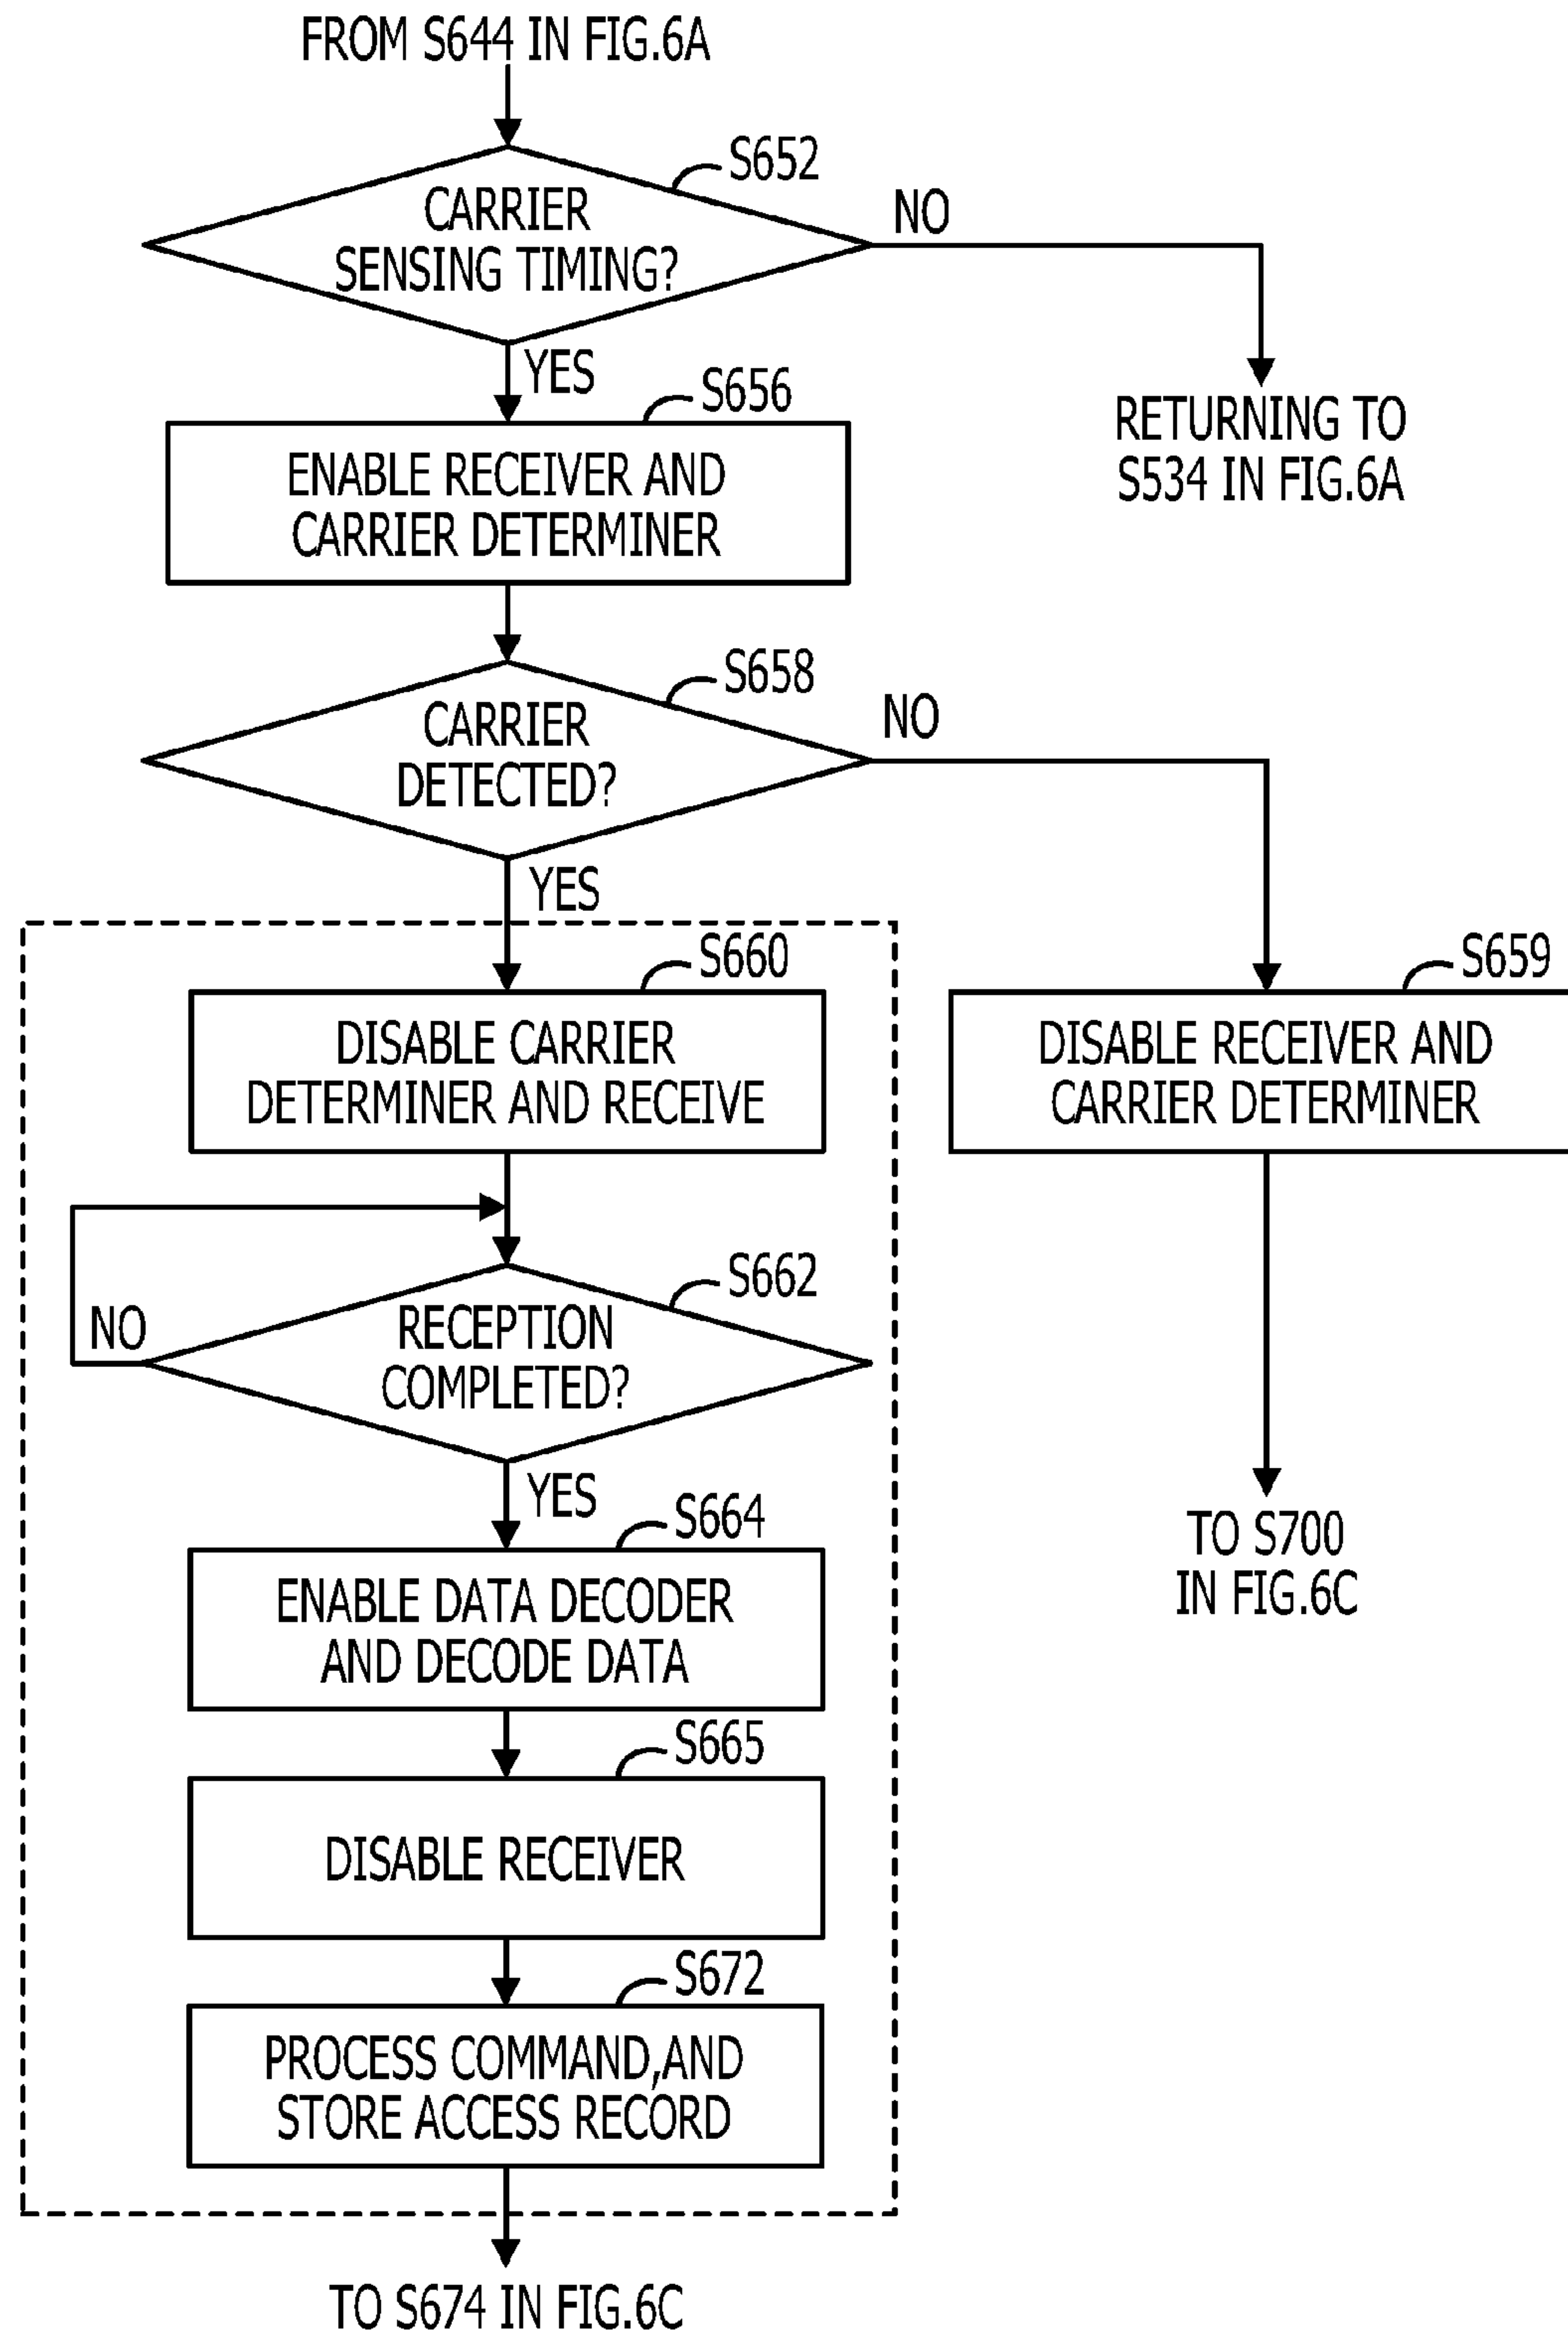 FROM S644 IN FIG.6A
S652
CARRIER
SENSING TIMING?
NO
YES
RETURNING TO
S534 IN FIG.6A
S656
ENABLE RECEIVER AND
CARRIER DETERMINER
S658
CARRIER
DETECTED?
NO
YES
S660
DISABLE CARRIER
DETERMINER AND RECEIVE
S659
DISABLE RECEIVER AND
CARRIER DETERMINER
S662
RECEPTION
COMPLETED?
NO
YES
S664
ENABLE DATA DECODER
AND DECODE DATA
TO S700
IN FIG.6C
S665
DISABLE RECEIVER
S672
PROCESS COMMAND,AND
STORE ACCESS RECORD
TO S674 IN FIG.6C